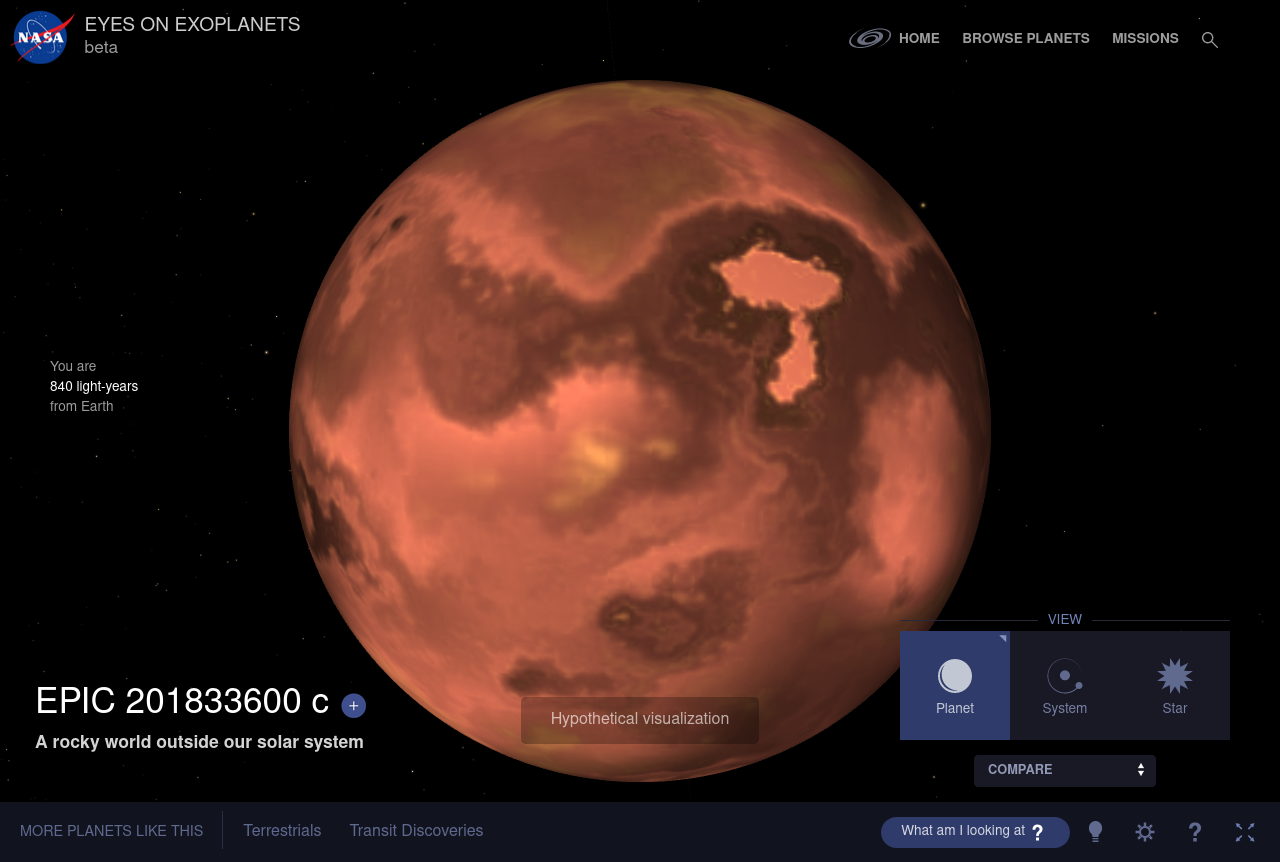 NASA
EYES ON EXOPLANETS
beta
HOME
BROWSE PLANETS
MISSIONS
You are
840 light-years
from Earth
VIEW
Planet
System
Star
EPIC 201833600 c +
A rocky world outside our solar system
Hypothetical visualization
COMPARE
MORE PLANETS LIKE THIS
Terrestrials
Transit Discoveries
What am I looking at ?
?